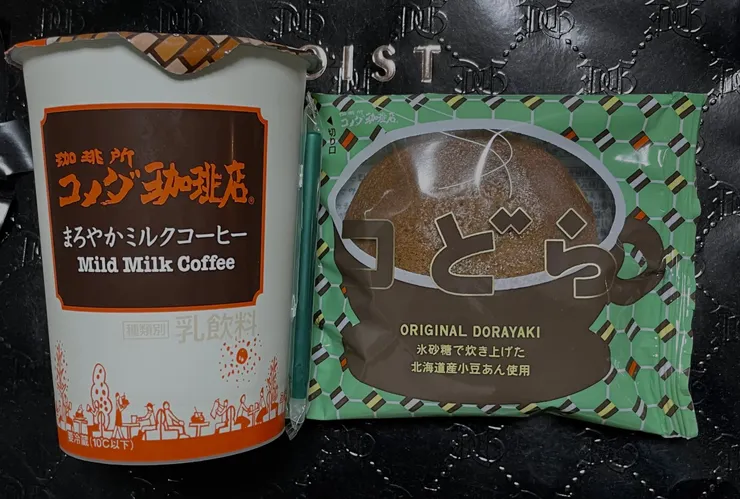 珈琲所
コメダ珈琲店®
まろやかミルクコーヒー
Mild Milk Coffee
種類別 乳飲料
要冷蔵(10℃以下)
OIST
コメダ珈琲店
コどら
ORIGINAL DORAYAKI
氷砂糖で炊き上げた
北海道産小豆あん使用